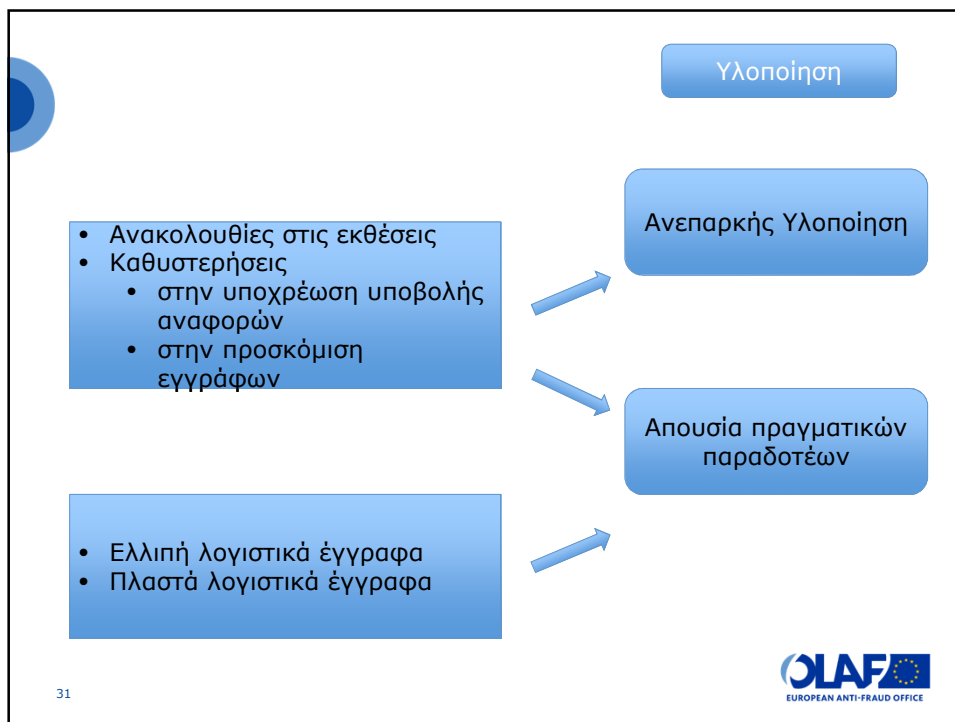 Υλοποίηση
Ανεπαρκής Υλοποίηση
• Ανακολουθίες στις εκθέσεις
• Καθυστερήσεις
• στην υποχρέωση υποβολής
αναφορών
• στην προσκόμιση
εγγράφων
Απουσία πραγματικών
παραδοτέων
• Ελλιπή λογιστικά έγγραφα
• Πλαστά λογιστικά έγγραφα
31
OLAF
EUROPEAN ANTI-FRAUD OFFICE